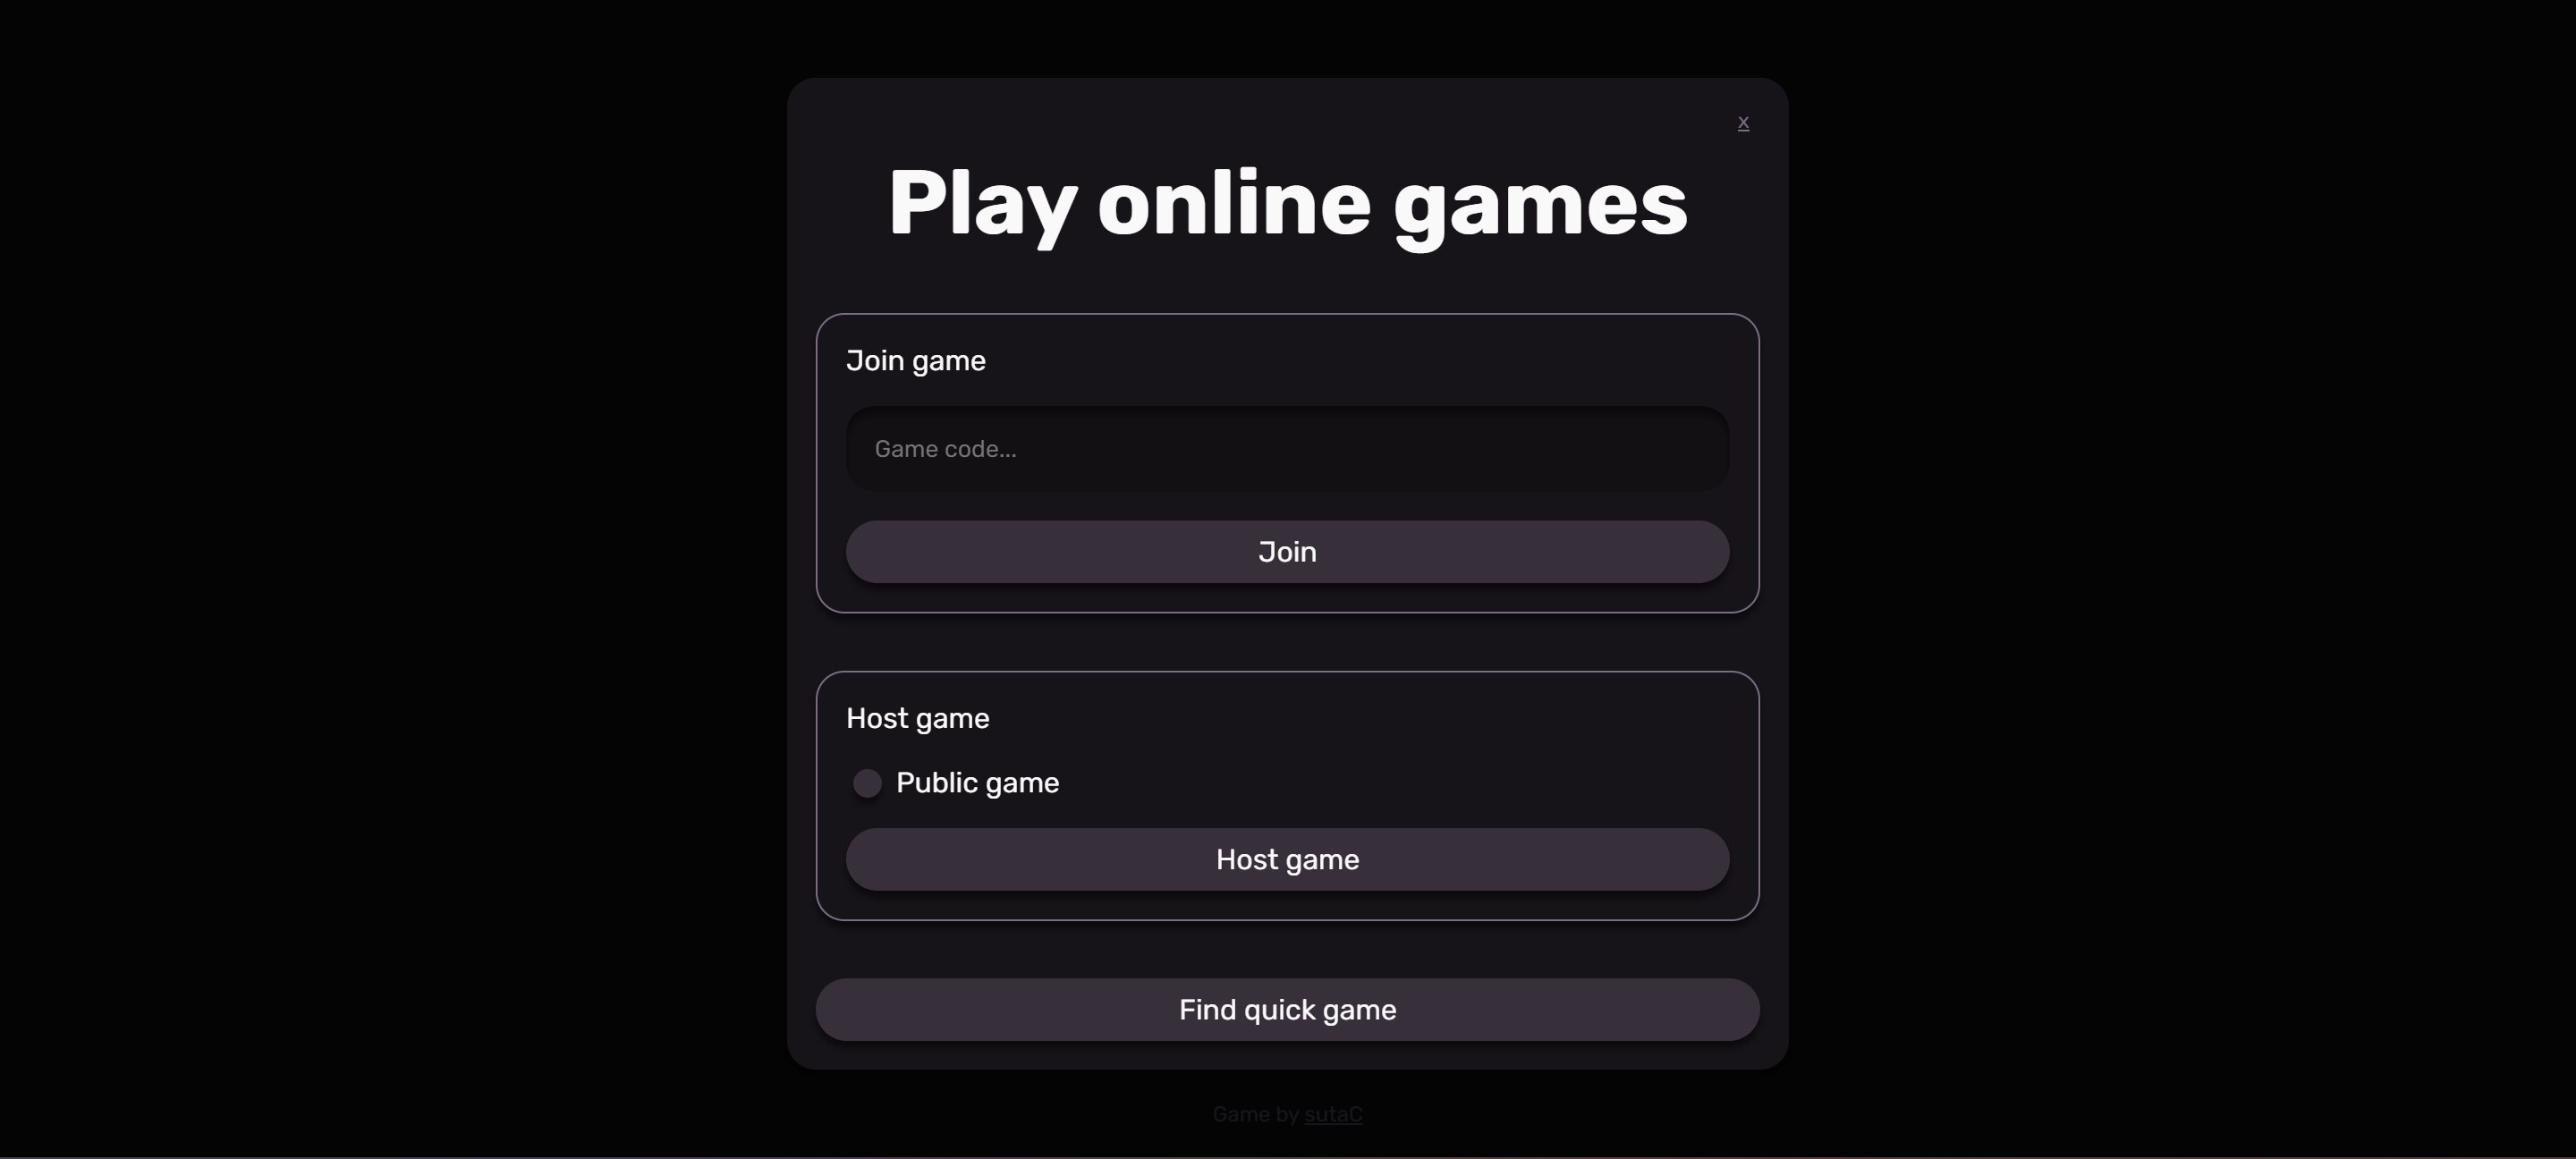 x
Play online games
Join game
Game code...
Join
Host game
Public game
Host game
Find quick game
Game by sutaC